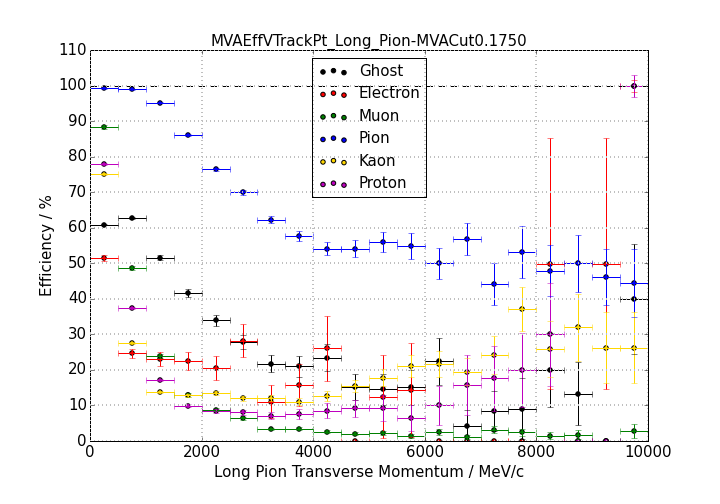 MVAEffVTrackPt_Long_Pion-MVACut0.1750
110
100
90
80
70
60
50
40
30
20
10
0
Efficiency / %
Ghost
Electron
Muon
Pion
Kaon
Proton
0 2000 4000 6000 8000 10000
Long Pion Transverse Momentum / MeV/c